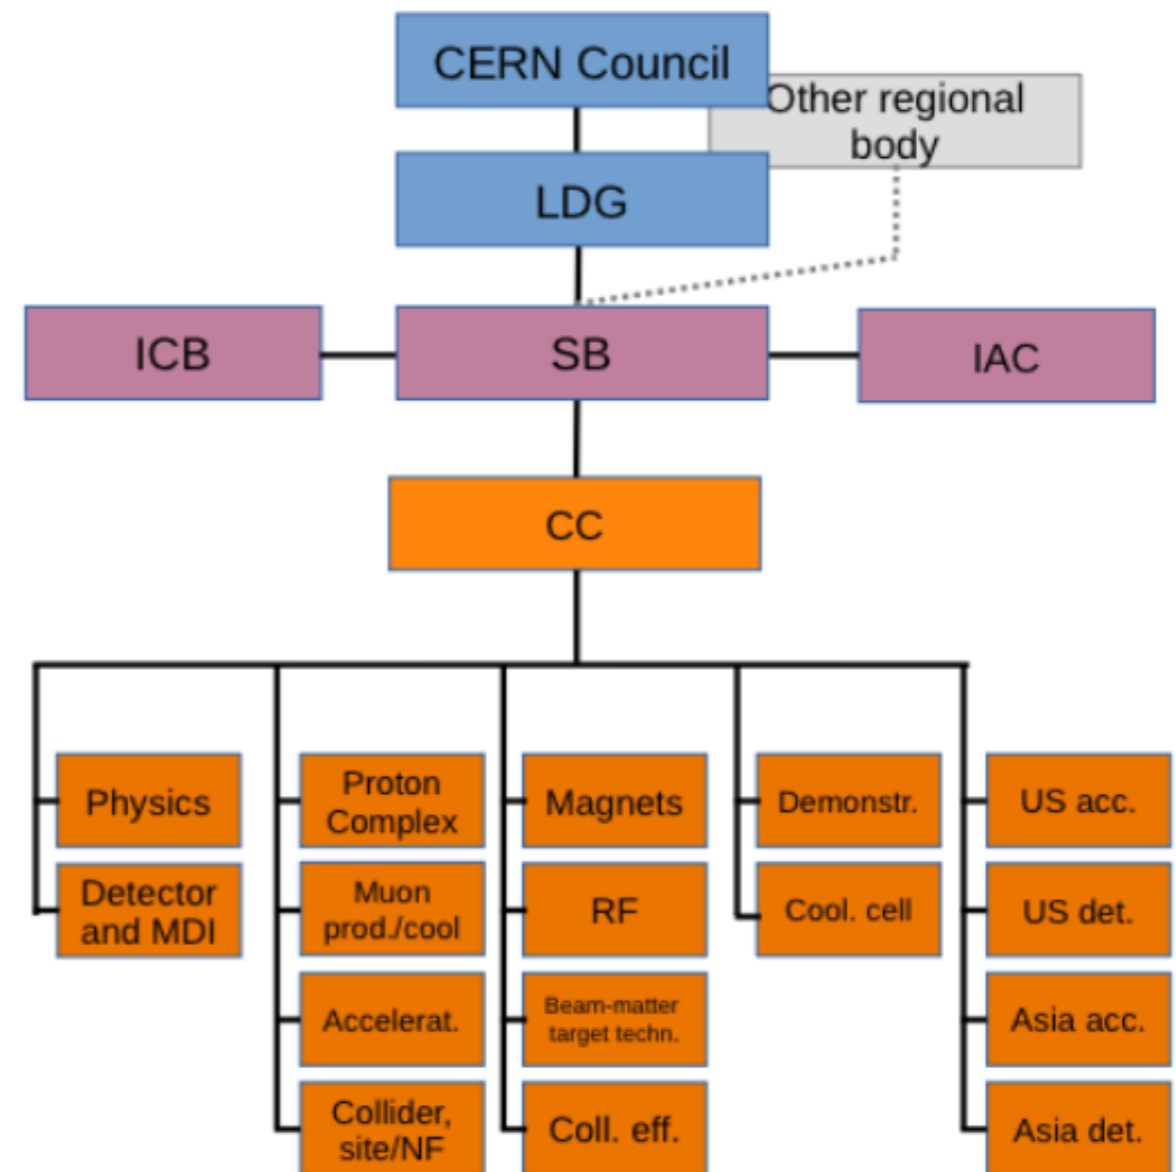 CERN Council
Other regional
body
LDG
ICB
SB
IAC
CC
Physics
Detector
and MDI
Proton
Complex
Muon
prod./cool
Accelerat.
Collider,
site/NF
Magnets
RF
Beam-matter
target techn.
Coll. eff.
Demonstr.
Cool. cell
US acc.
US det.
Asia acc.
Asia det.